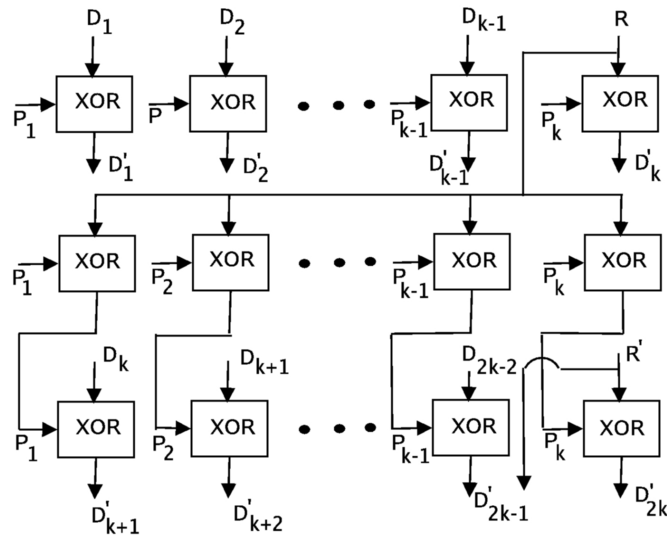 D1 D2 Dk-1 R
XOR XOR XOR XOR
P1 P Pk-1 Pk
D'1 D'2 D'k-1 D'k
XOR XOR XOR XOR
P1 P2 Pk-1 Pk
Dk Dk+1 D2k-2 R'
XOR XOR XOR XOR
P1 P2 Pk-1 Pk
D'k+1 D'k+2 D'2k-1 D'2k